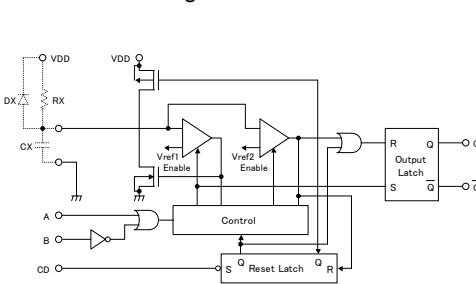 VDD
VDD
DX
RX
CX
Vref1
Enable
Vref2
Enable
R
Q
Output
Latch
S
Q
A
B
Control
CD
S
Q
Reset Latch
Q
R